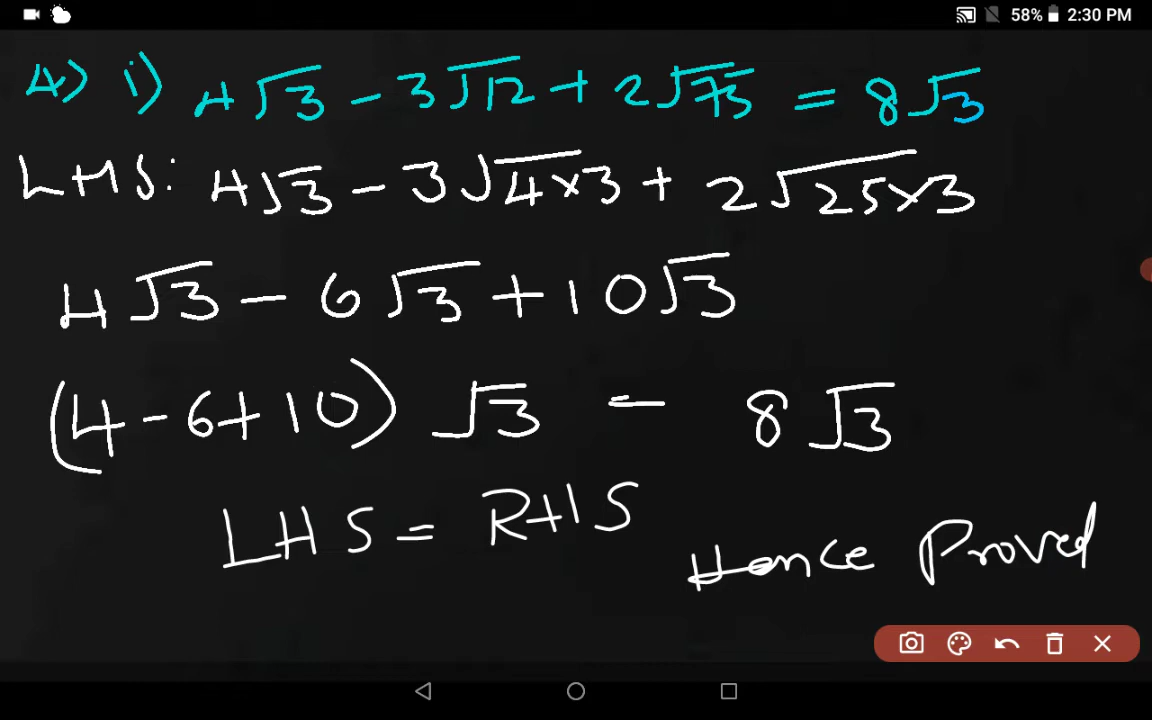 58% 2:30 PM
4) i) 4√3 - 3√12 + 2√75 = 8√3
LHS: 4√3 - 3√4×3 + 2√25×3
4√3 - 6√3 + 10√3
(4 - 6 + 10) √3 = 8√3
LHS = RHS
Hence Proved